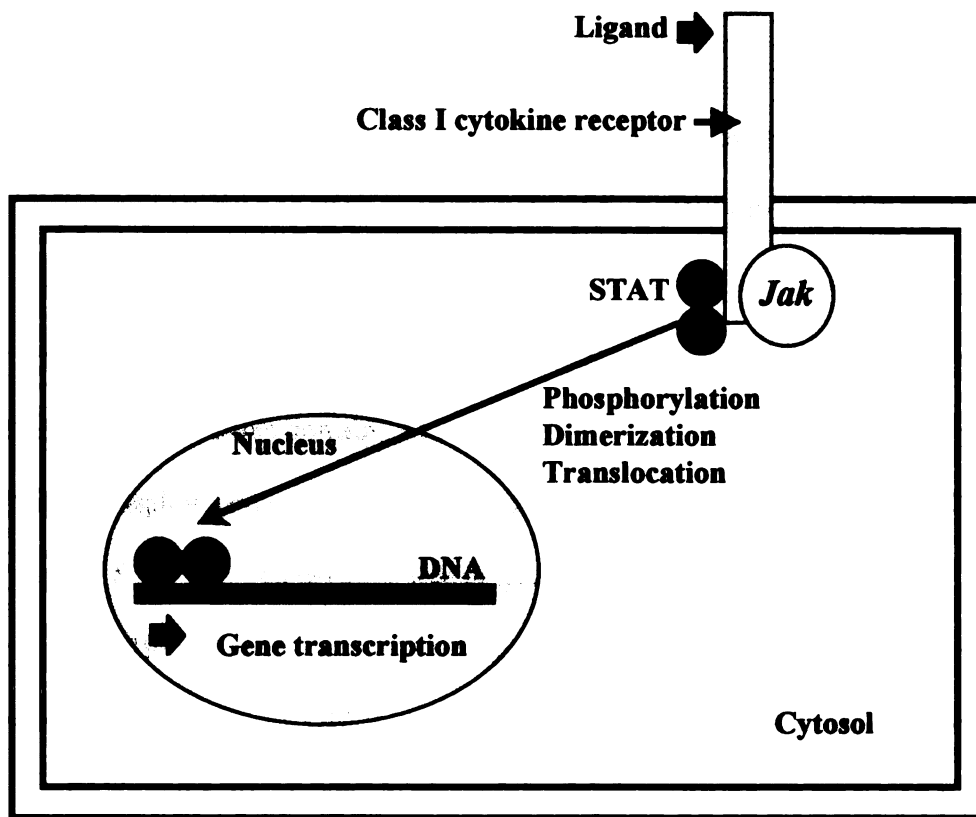 Ligand
Class I cytokine receptor
STAT
Jak
Phosphorylation
Dimerization
Translocation
Nucleus
DNA
Gene transcription
Cytosol